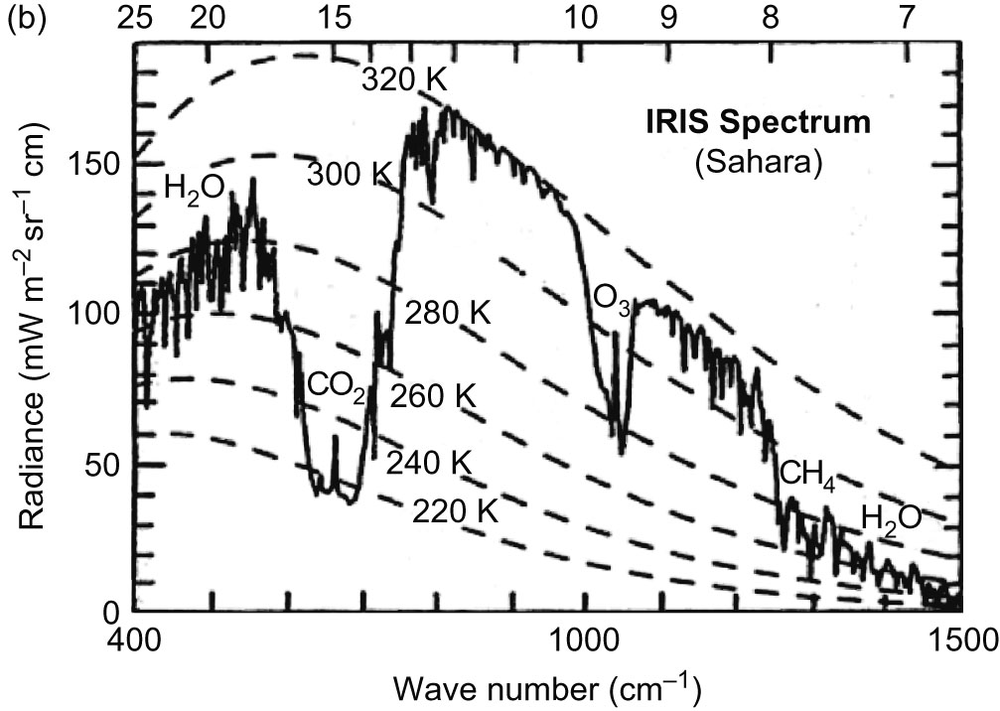 (b) 25 20 15 10 9 8 7
320 K
IRIS Spectrum
(Sahara)
150
300 K
H₂O
O₃
100
280 K
CO₂
260 K
240 K
CH₄
50
220 K
H₂O
0
400 1000 1500
Wave number (cm⁻¹)
Radiance (mW m⁻² sr⁻¹ cm)